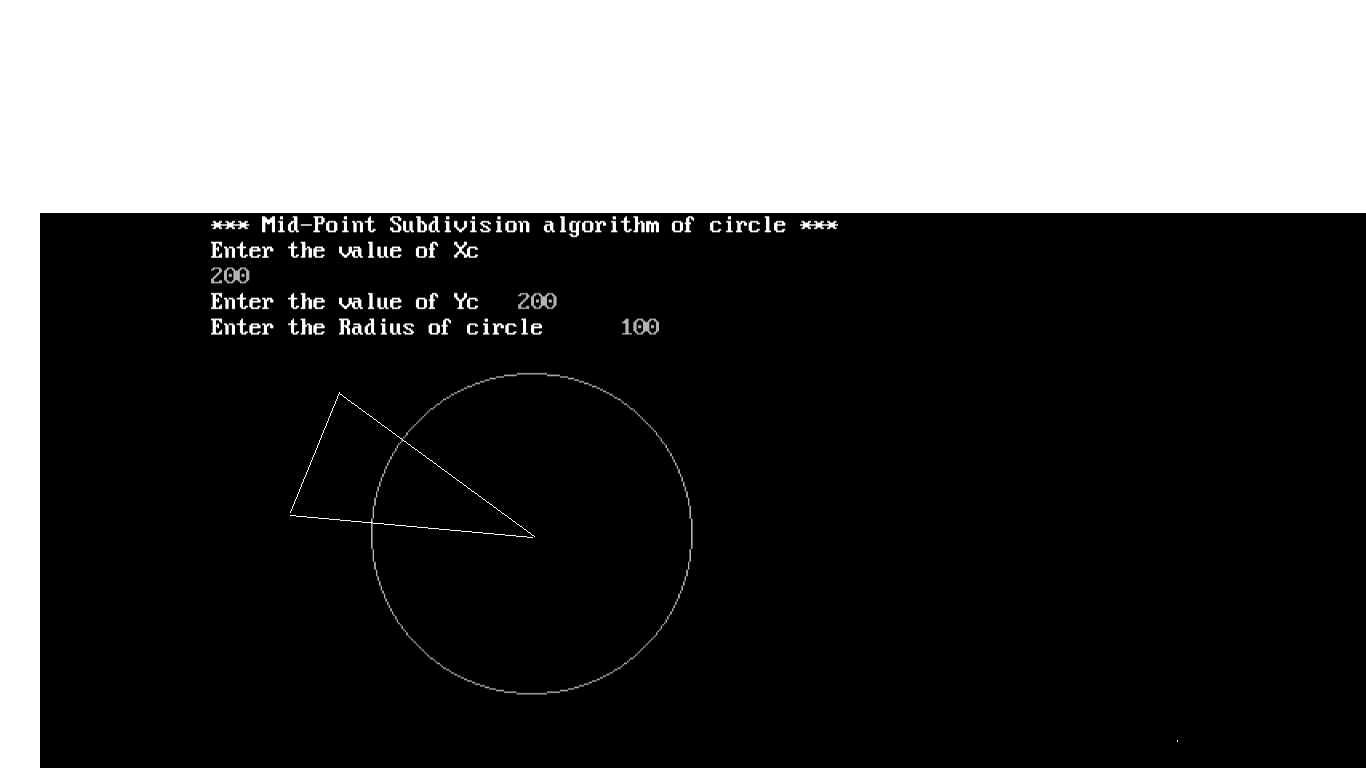 *** Mid-Point Subdivision algorithm of circle ***
Enter the value of Xc
200
Enter the value of Yc   200
Enter the Radius of circle      100